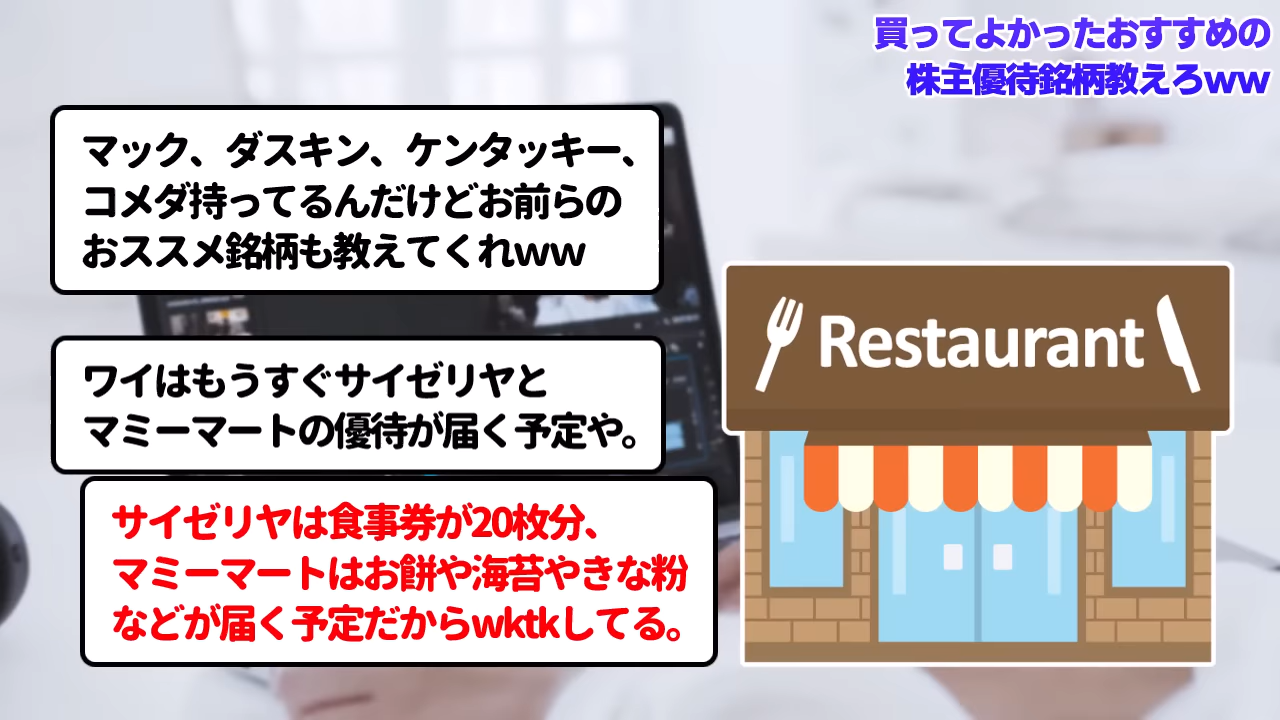 買ってよかったおすすめの
株主優待銘柄教えろww
マック、ダスキン、ケンタッキー、
コメダ持ってるんだけどお前らの
おススメ銘柄も教えてくれww
ワイはもうすぐサイゼリヤと
マミーマートの優待が届く予定や。
サイゼリヤは食事券が20枚分、
マミーマートはお餅や海苔やきな粉
などが届く予定だからwktkしてる。
Restaurant